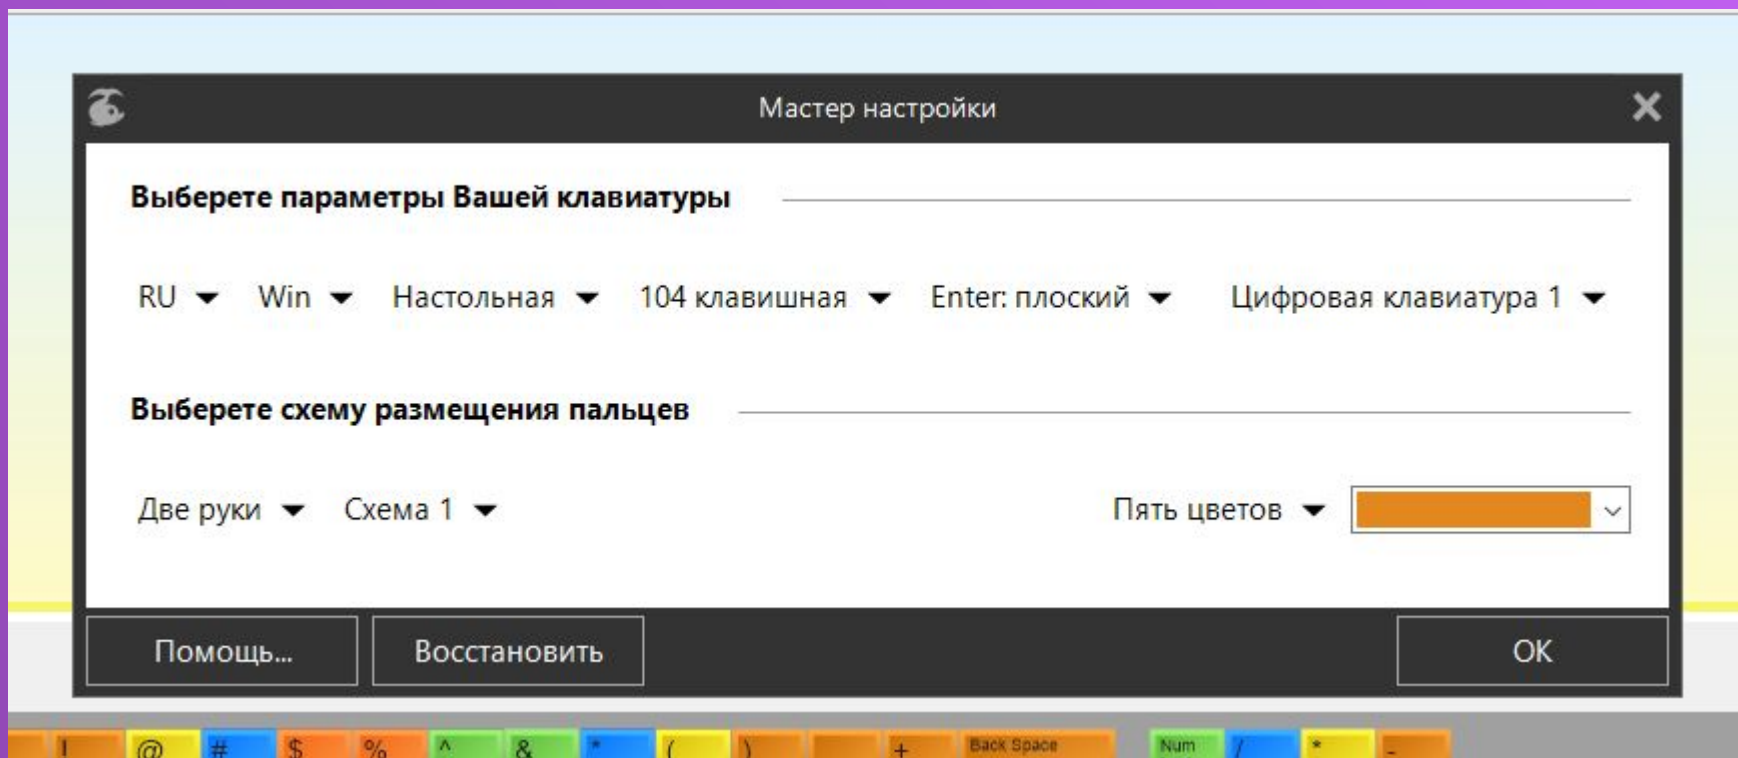 Мастер настройки
Выберете параметры Вашей клавиатуры
RU Win Настольная 104 клавишная Enter: плоский Цифровая клавиатура 1
Выберете схему размещения пальцев
Две руки Схема 1 Пять цветов
Помощь... Восстановить OK
! @ # $ % ^ & * ( ) + Back Space Num / * -